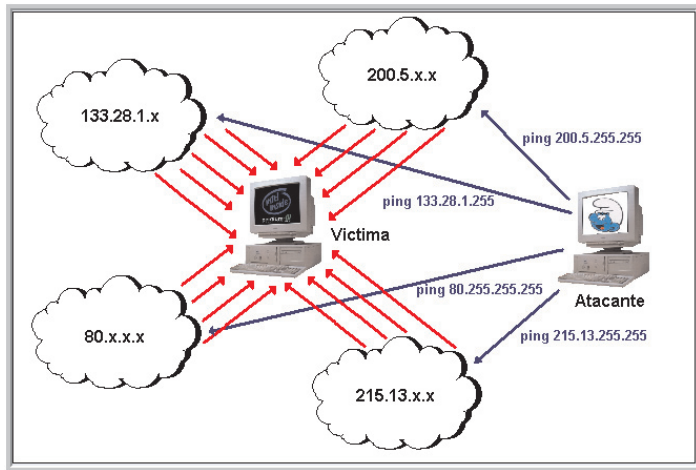 200.5.x.x
133.28.1.x
ping 200.5.255.255
ping 133.28.1.255
Victima
ping 80.255.255.255
Atacante
ping 215.13.255.255
80.x.x.x
215.13.x.x